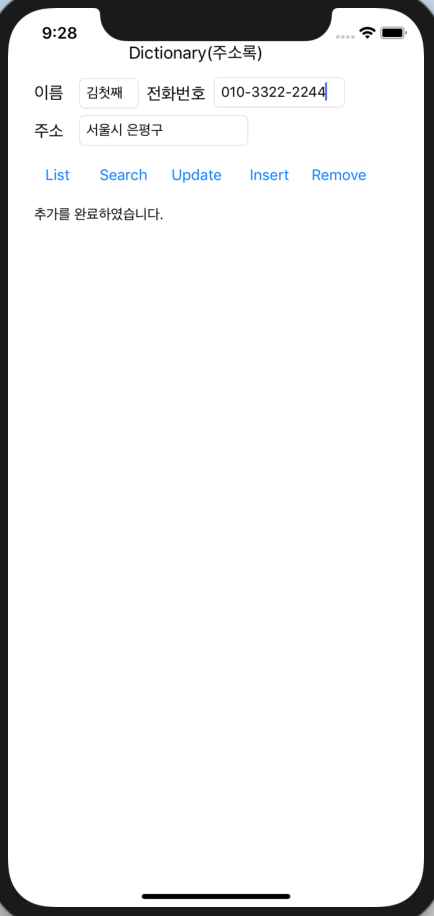 9:28
Dictionary(주소록)
이름 김첫째 전화번호 010-3322-2244
주소 서울시 은평구
List Search Update Insert Remove
추가를 완료하였습니다.